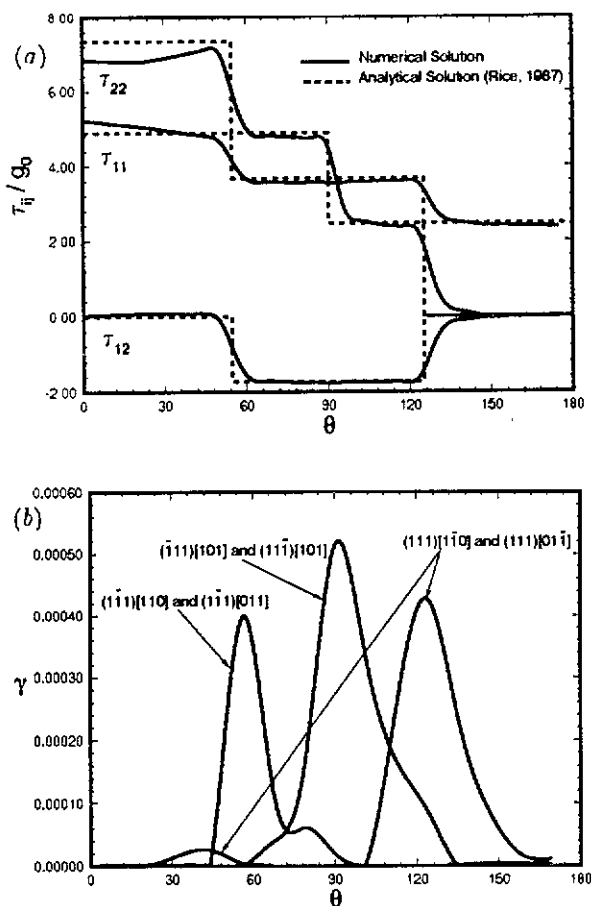 (a)
8.00
6.00
4.00
2.00
0.00
-2.00
τij / g0
τ22
τ11
τ12
Numerical Solution
Analytical Solution (Rice, 1987)
0 30 60 90 120 150 180
θ
(b)
0.00060
0.00050
0.00040
0.00030
0.00020
0.00010
0.00000
γ
(1̄11)[101] and (111̄)[101]
(111)[11̄0] and (111)[011̄]
(11̄1)[110] and (11̄1)[011]
0 30 60 90 120 150 180
θ